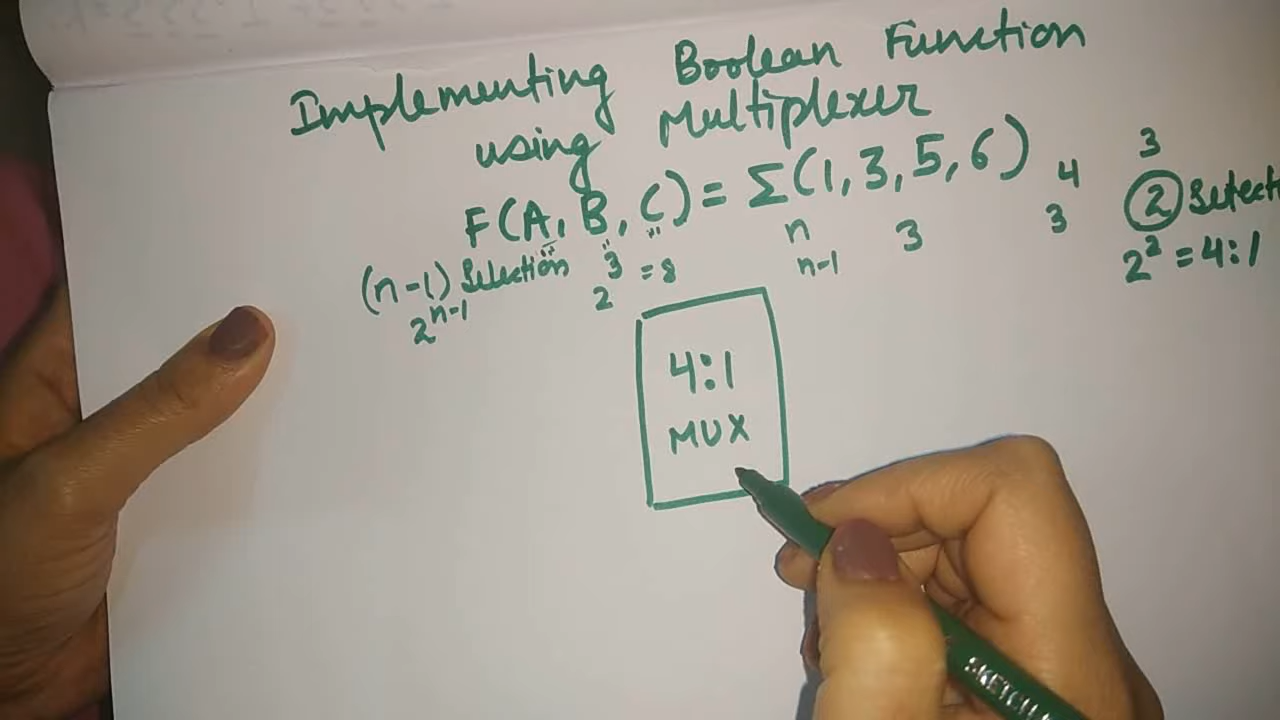 Implementing Boolean Function
using Multiplexer
F(A, B, C) = Σ(1, 3, 5, 6)
(n-1) Selection
2^n-1
2^3 = 8
n
n-1
3
4
3
3
2
2^2 = 4:1
4:1
MUX
SKETCH